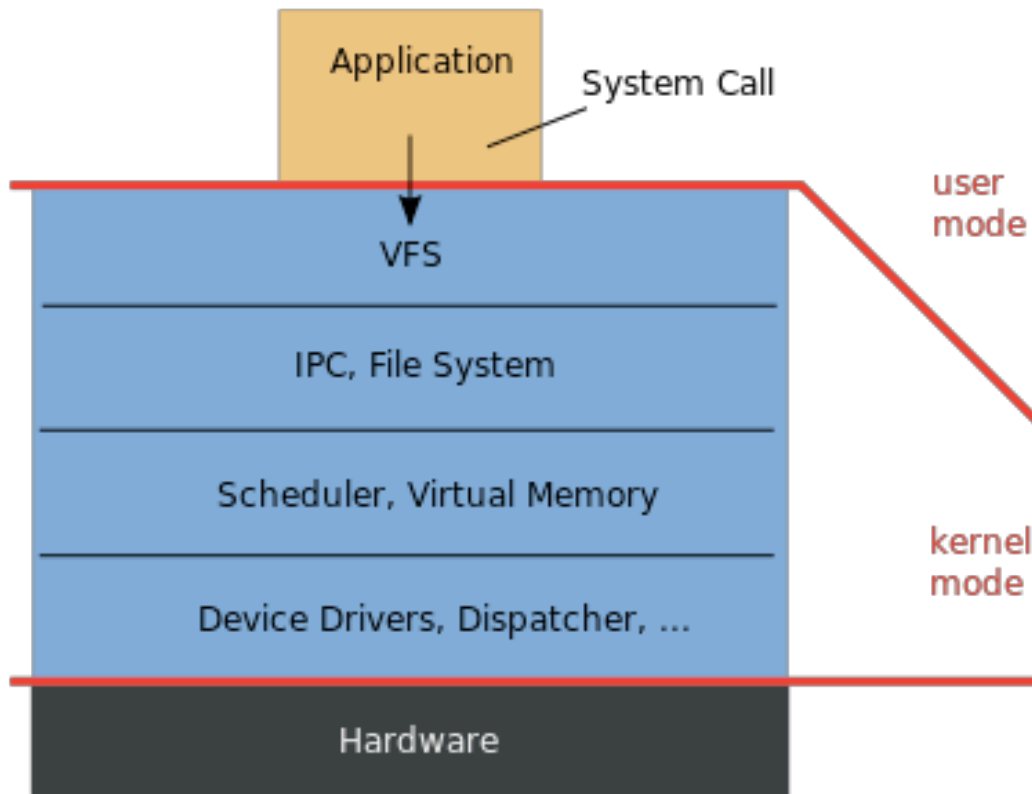 Application
System Call
user
mode
VFS
IPC, File System
Scheduler, Virtual Memory
kernel
mode
Device Drivers, Dispatcher, ...
Hardware